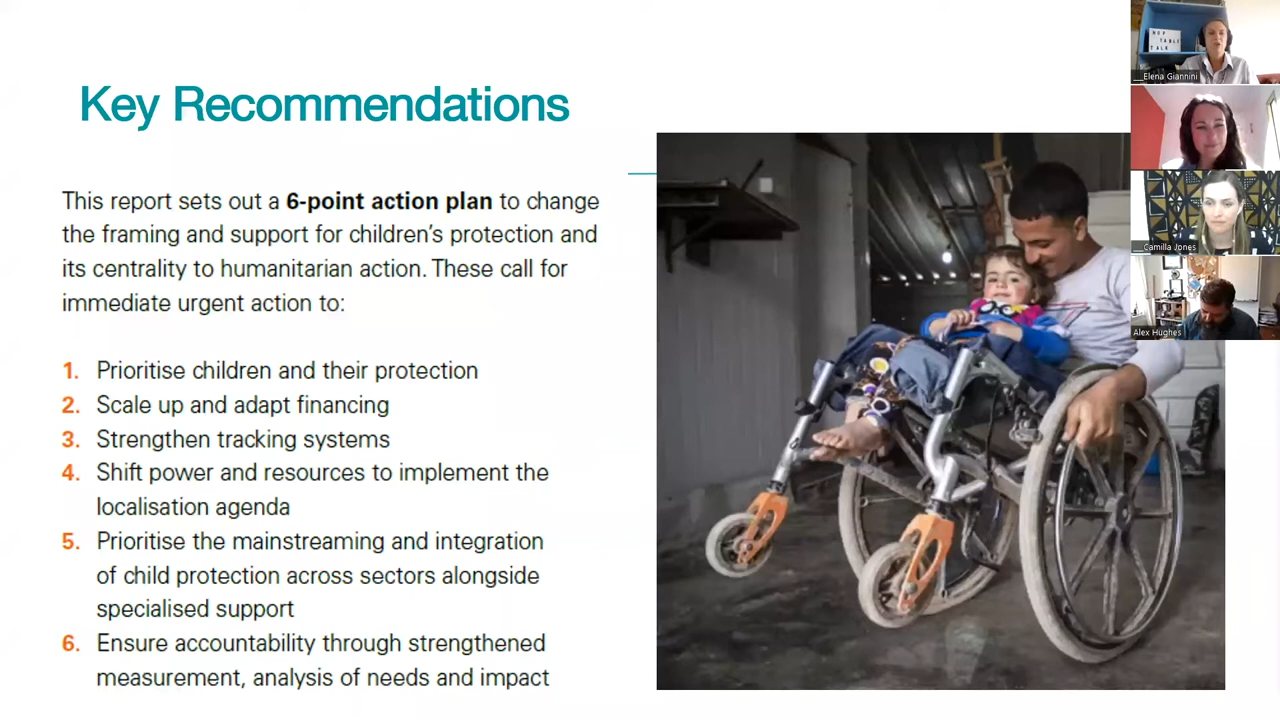 Key Recommendations
This report sets out a 6-point action plan to change
the framing and support for children's protection and
its centrality to humanitarian action. These call for
immediate urgent action to:
1. Prioritise children and their protection
2. Scale up and adapt financing
3. Strengthen tracking systems
4. Shift power and resources to implement the
localisation agenda
5. Prioritise the mainstreaming and integration
of child protection across sectors alongside
specialised support
6. Ensure accountability through strengthened
measurement, analysis of needs and impact
TABLE
TALK
__Elena Giannini
__Camilla Jones
Alex Hughes